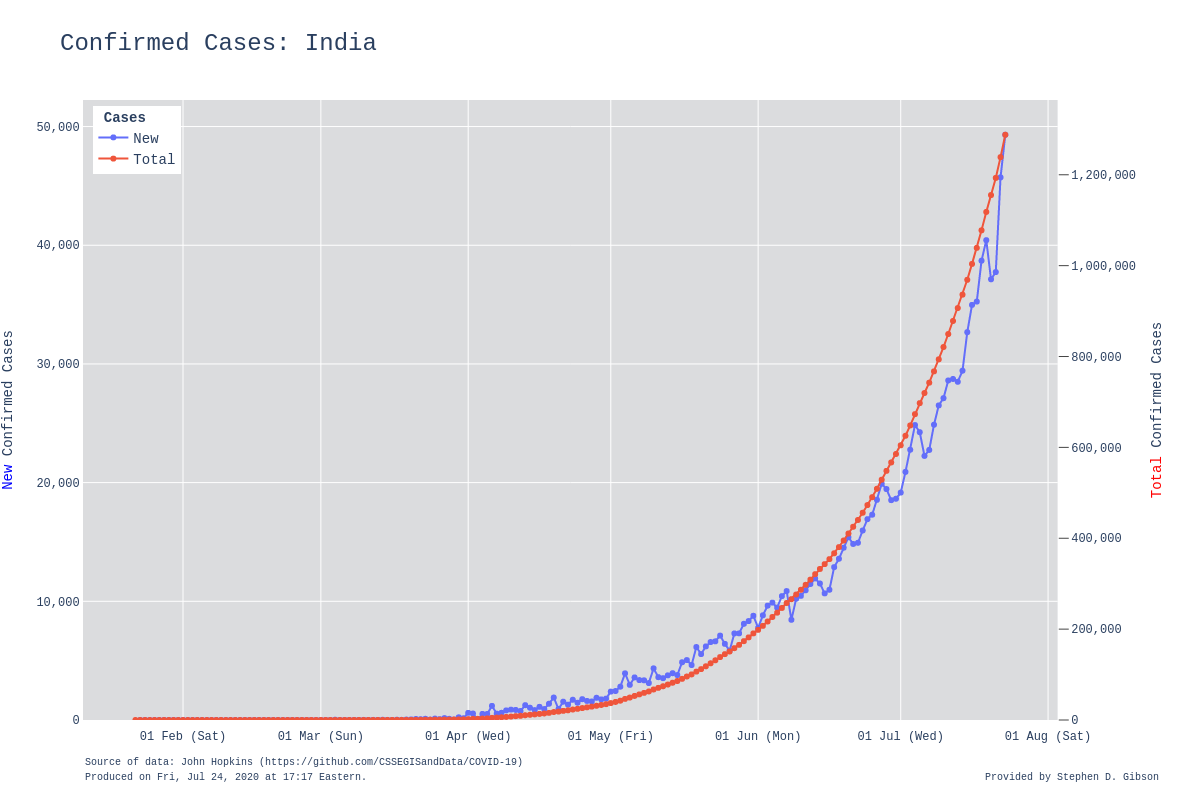 Confirmed Cases: India
Cases
New
Total
50,000
40,000
30,000
20,000
10,000
0
New Confirmed Cases
1,200,000
1,000,000
800,000
600,000
400,000
200,000
0
Total Confirmed Cases
01 Feb (Sat) 01 Mar (Sun) 01 Apr (Wed) 01 May (Fri) 01 Jun (Mon) 01 Jul (Wed) 01 Aug (Sat)
Source of data: John Hopkins (https://github.com/CSSEGISandData/COVID-19)
Produced on Fri, Jul 24, 2020 at 17:17 Eastern.
Provided by Stephen D. Gibson